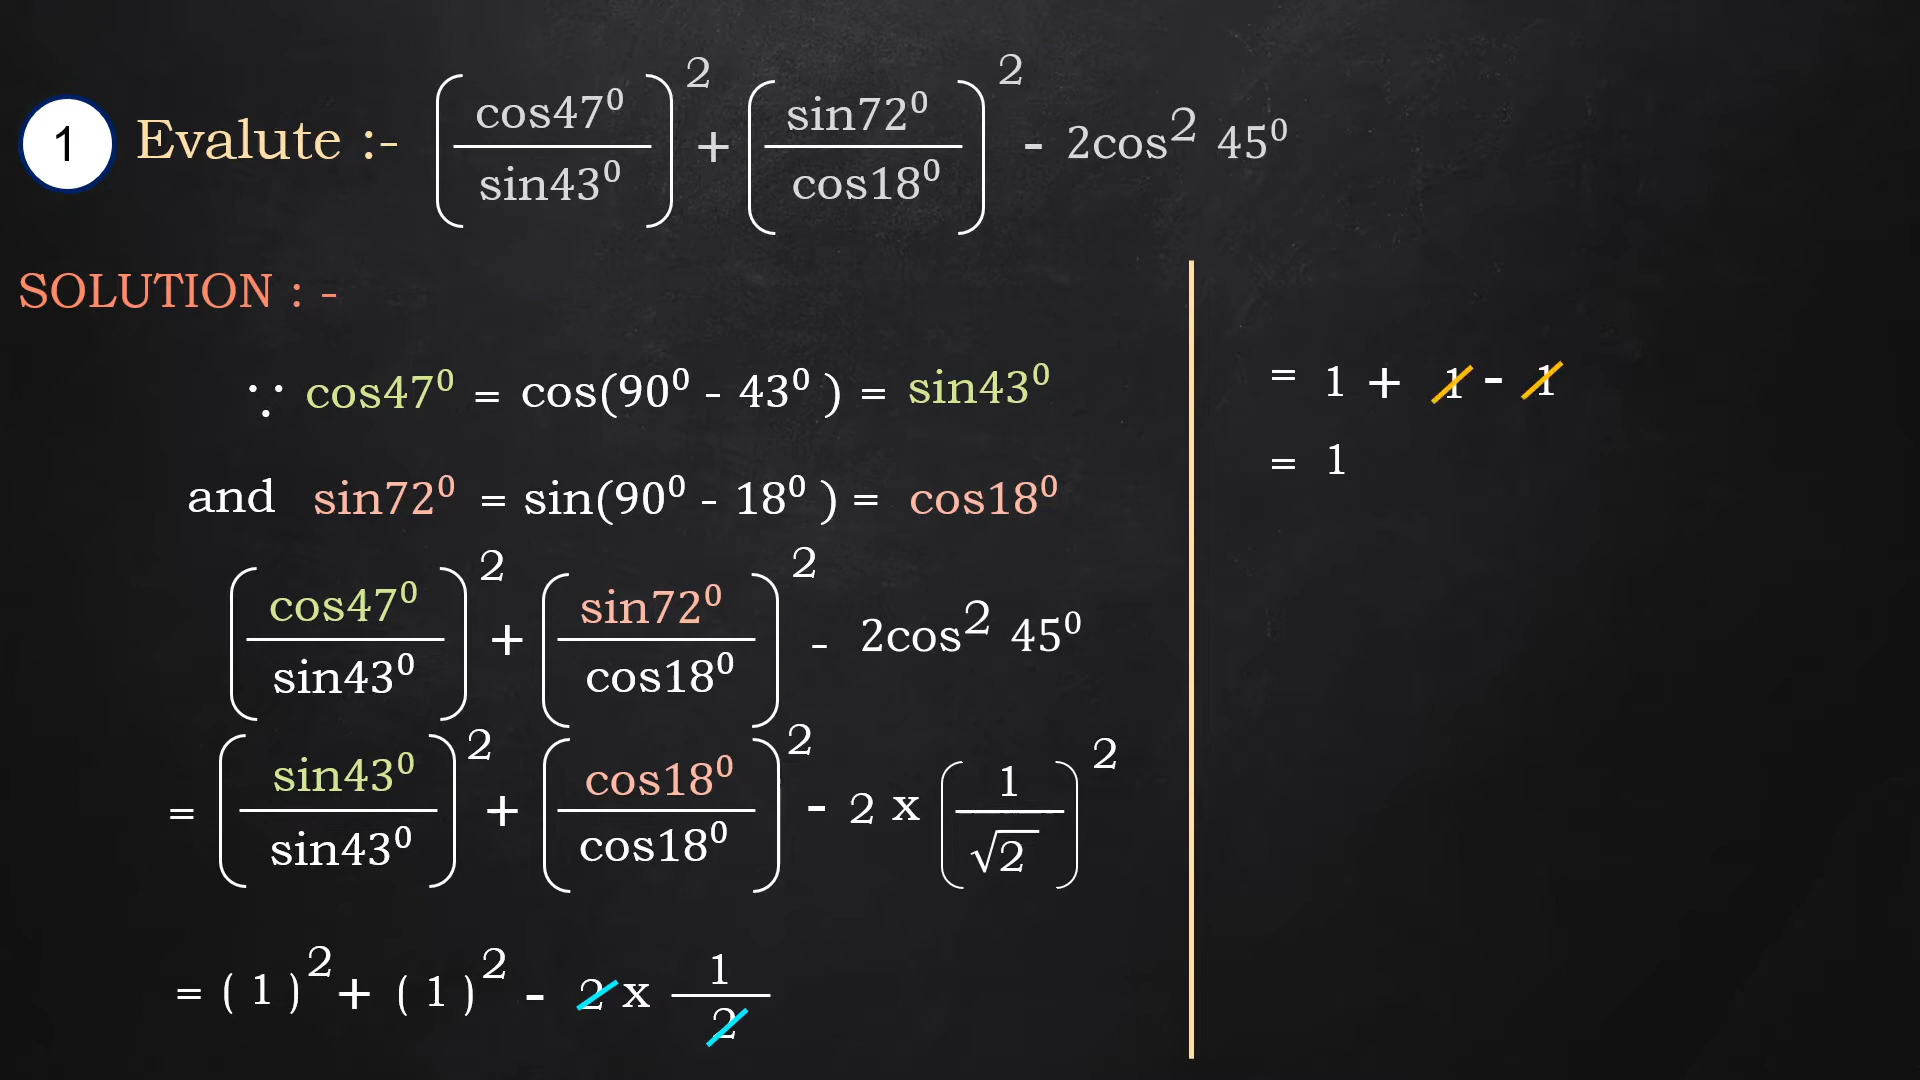 1 Evalute :- (cos47⁰/sin43⁰)² + (sin72⁰/cos18⁰)² - 2cos² 45⁰
SOLUTION : -
∵ cos47⁰ = cos(90⁰ - 43⁰ ) = sin43⁰
and sin72⁰ = sin(90⁰ - 18⁰ ) = cos18⁰
(cos47⁰/sin43⁰)² + (sin72⁰/cos18⁰)² - 2cos² 45⁰
= (sin43⁰/sin43⁰)² + (cos18⁰/cos18⁰)² - 2 x (1/√2)²
= ( 1 )² + ( 1 )² - 2 x 1/2
= 1 + 1 - 1
= 1